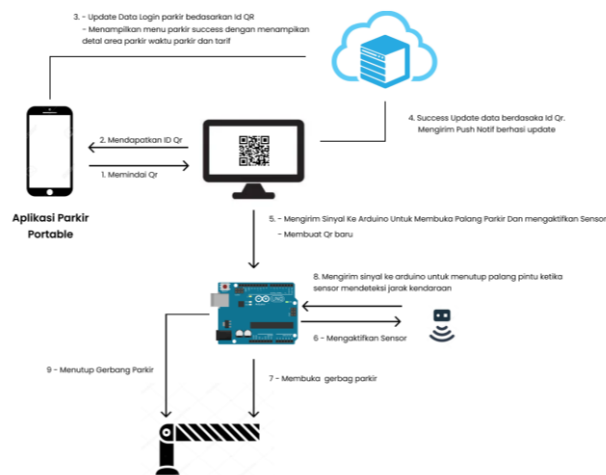 3. - Update Data Login parkir bedasarkan Id QR
- Menampilkan menu parkir success dengan menampikan
detal area parkir waktu parkir dan tarif
4. Success Update data berdasaka Id Qr.
Mengirim Push Notif berhasi update
2. Mendapatkan ID Qr
1. Memindai Qr
Aplikasi Parkir
Portable
5. - Mengirim Sinyal Ke Arduino Untuk Membuka Palang Parkir Dan mengaktifkan Sensor
- Membuat Qr baru
8. Mengirim sinyal ke arduino untuk menutup palang pintu ketika
sensor mendeteksi jarak kendaraan
6 - Mengaktifkan Sensor
9 - Menutup Gerbang Parkir
7 - Membuka gerbag parkir